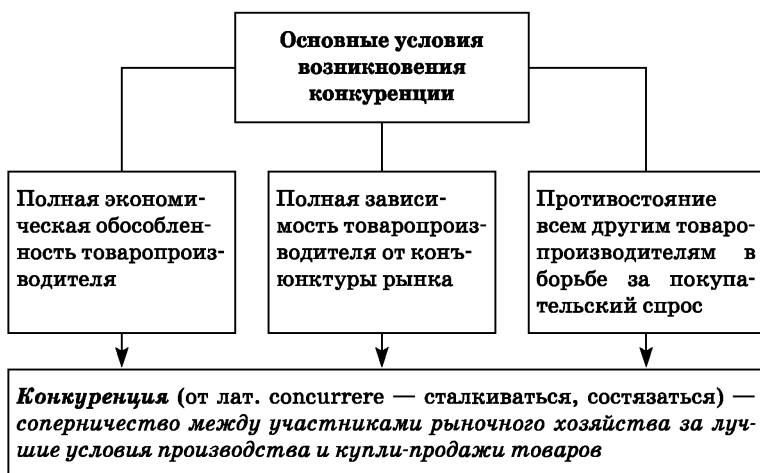 Основные условия
возникновения
конкуренции
Полная экономи-
ческая обособлен-
ность товаропроиз-
водителя
Полная зависи-
мость товаропроиз-
водителя от конъ-
юнктуры рынка
Противостояние
всем другим товаро-
производителям в
борьбе за покупа-
тельский спрос
Конкуренция (от лат. concurrere — сталкиваться, состязаться) —
соперничество между участниками рыночного хозяйства за луч-
шие условия производства и купли-продажи товаров